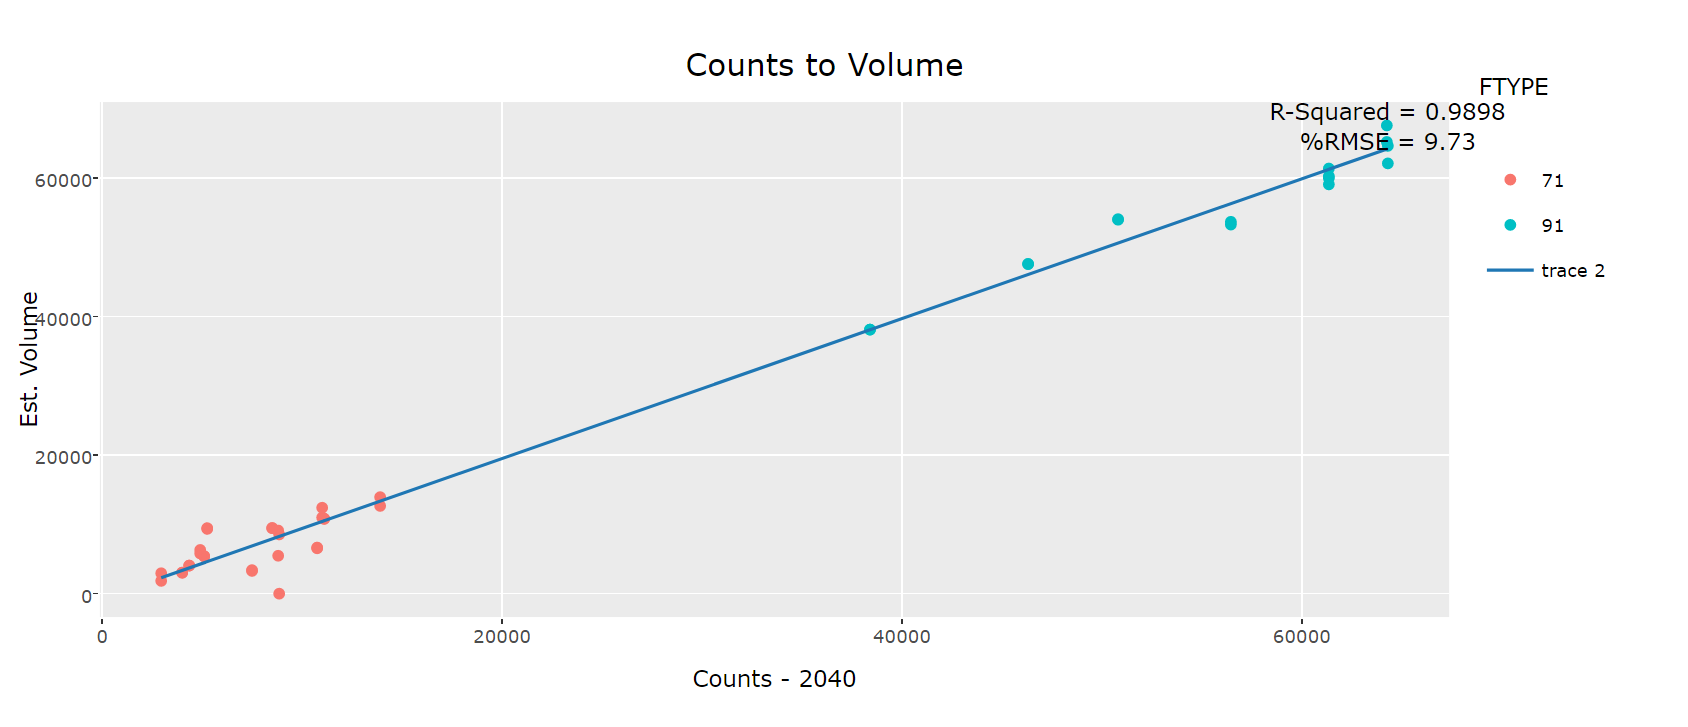 Counts to Volume
FTYPE
R-Squared = 0.9898
%RMSE = 9.73
71
91
trace 2
60000
40000
20000
0
Est. Volume
0 20000 40000 60000
Counts - 2040